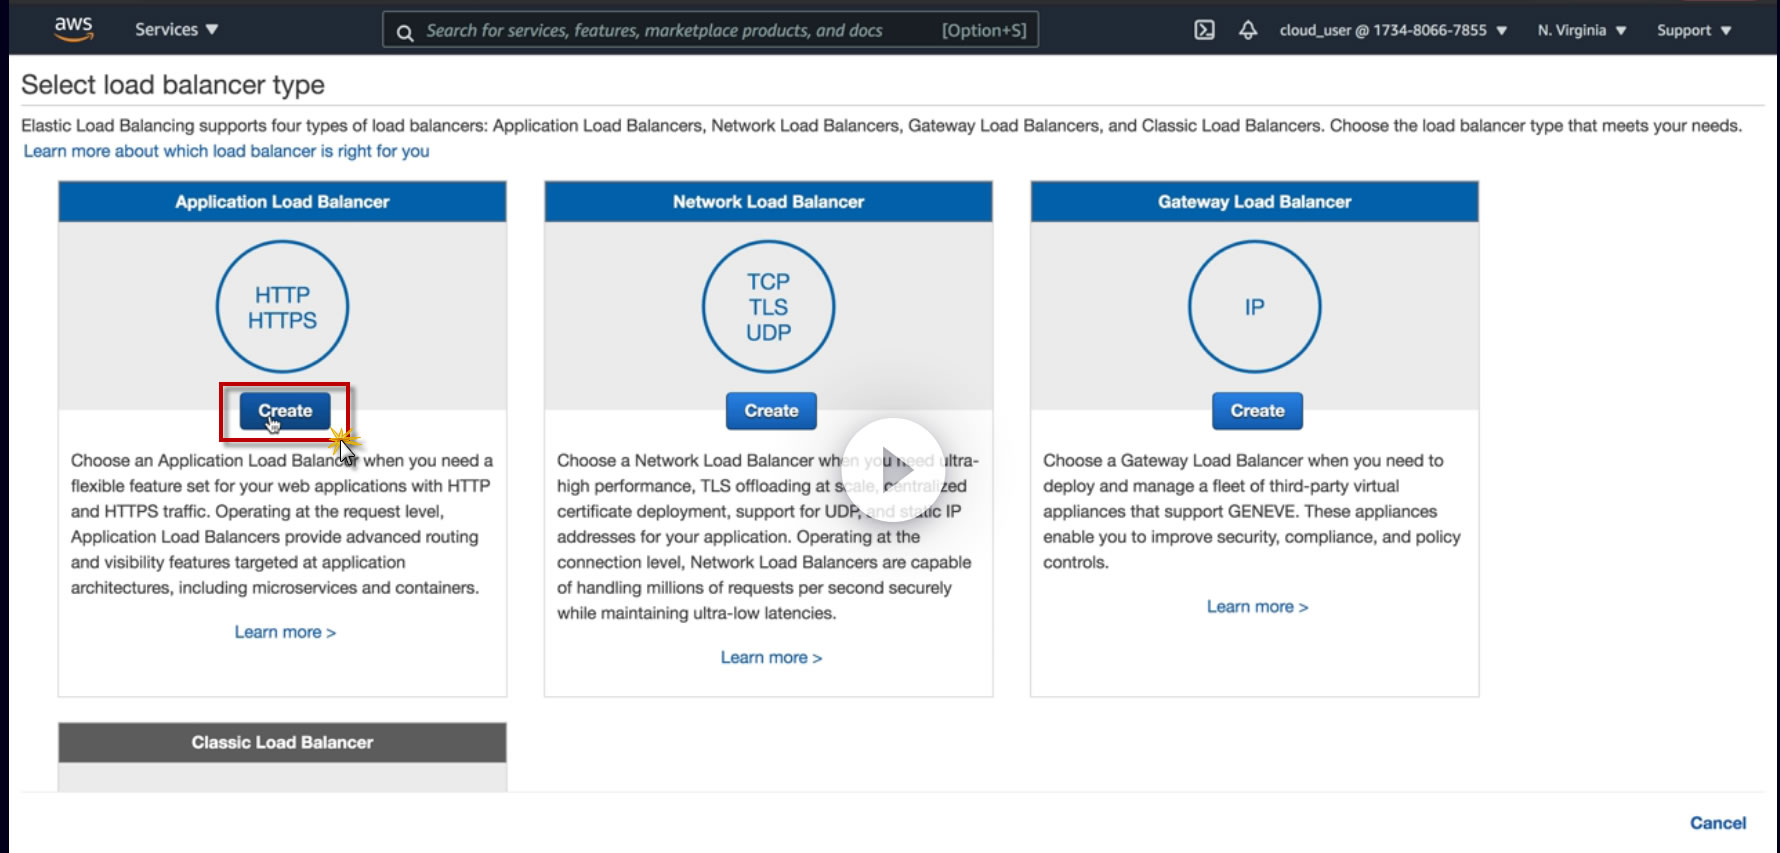 aws
Services ▼
Search for services, features, marketplace products, and docs
[Option+S]
cloud_user @ 1734-8066-7855 ▼
N. Virginia ▼
Support ▼
Select load balancer type
Elastic Load Balancing supports four types of load balancers: Application Load Balancers, Network Load Balancers, Gateway Load Balancers, and Classic Load Balancers. Choose the load balancer type that meets your needs.
Learn more about which load balancer is right for you
Application Load Balancer
HTTP
HTTPS
Create
Choose an Application Load Balancer when you need a
flexible feature set for your web applications with HTTP
and HTTPS traffic. Operating at the request level,
Application Load Balancers provide advanced routing
and visibility features targeted at application
architectures, including microservices and containers.
Learn more >
Network Load Balancer
TCP
TLS
UDP
Create
Choose a Network Load Balancer when you need ultra-
high performance, TLS offloading at scale, centralized
certificate deployment, support for UDP, and static IP
addresses for your application. Operating at the
connection level, Network Load Balancers are capable
of handling millions of requests per second securely
while maintaining ultra-low latencies.
Learn more >
Gateway Load Balancer
IP
Create
Choose a Gateway Load Balancer when you need to
deploy and manage a fleet of third-party virtual
appliances that support GENEVE. These appliances
enable you to improve security, compliance, and policy
controls.
Learn more >
Classic Load Balancer
Cancel